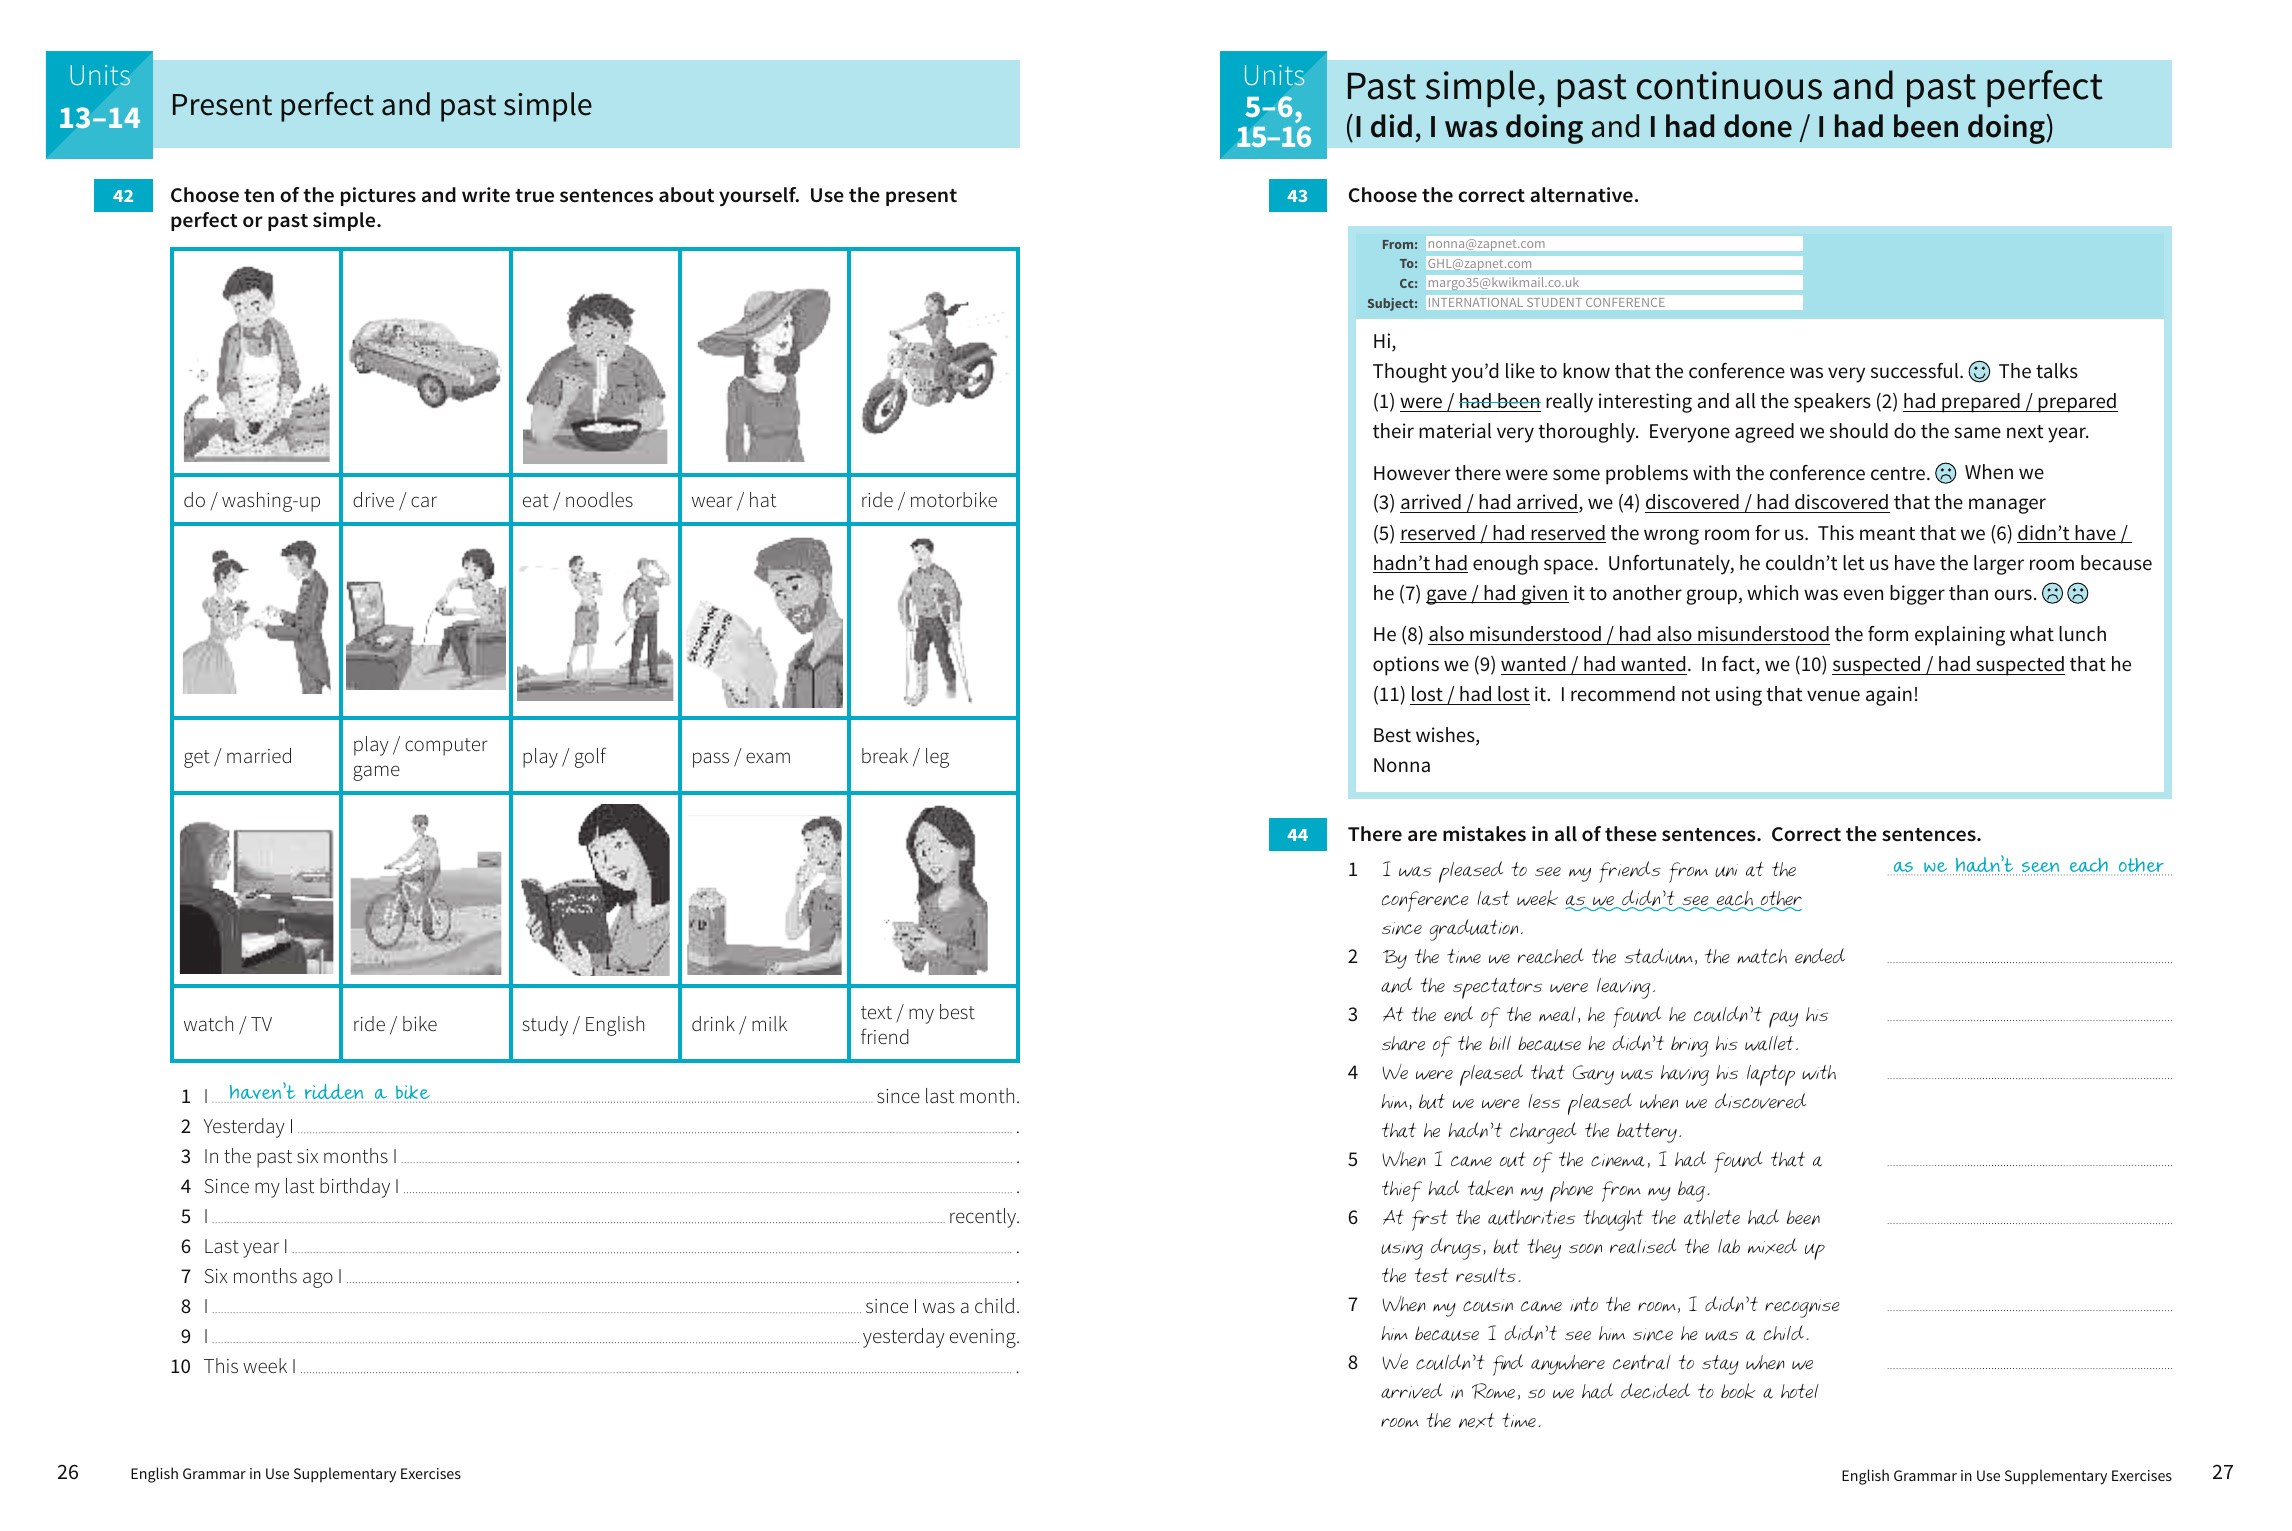 Units
13–14
Present perfect and past simple
42
Choose ten of the pictures and write true sentences about yourself. Use the present
perfect or past simple.
do / washing-up
drive / car
eat / noodles
wear / hat
ride / motorbike
get / married
play / computer
game
play / golf
pass / exam
break / leg
watch / TV
ride / bike
study / English
drink / milk
text / my best
friend
1 I haven't ridden a bike since last month.
2 Yesterday I .
3 In the past six months I .
4 Since my last birthday I .
5 I recently.
6 Last year I .
7 Six months ago I .
8 I since I was a child.
9 I yesterday evening.
10 This week I .
26 English Grammar in Use Supplementary Exercises
Units
5–6,
15–16
Past simple, past continuous and past perfect
(I did, I was doing and I had done / I had been doing)
43
Choose the correct alternative.
From: nonna@zapnet.com
To: GHL@zapnet.com
Cc: margo35@kwikmail.co.uk
Subject: INTERNATIONAL STUDENT CONFERENCE
Hi,
Thought you'd like to know that the conference was very successful. The talks
(1) were / had been really interesting and all the speakers (2) had prepared / prepared
their material very thoroughly. Everyone agreed we should do the same next year.
However there were some problems with the conference centre. When we
(3) arrived / had arrived, we (4) discovered / had discovered that the manager
(5) reserved / had reserved the wrong room for us. This meant that we (6) didn't have /
hadn't had enough space. Unfortunately, he couldn't let us have the larger room because
he (7) gave / had given it to another group, which was even bigger than ours.
He (8) also misunderstood / had also misunderstood the form explaining what lunch
options we (9) wanted / had wanted. In fact, we (10) suspected / had suspected that he
(11) lost / had lost it. I recommend not using that venue again!
Best wishes,
Nonna
44
There are mistakes in all of these sentences. Correct the sentences.
1 I was pleased to see my friends from uni at the
conference last week as we didn't see each other
since graduation.
as we hadn't seen each other
2 By the time we reached the stadium, the match ended
and the spectators were leaving.
3 At the end of the meal, he found he couldn't pay his
share of the bill because he didn't bring his wallet.
4 We were pleased that Gary was having his laptop with
him, but we were less pleased when we discovered
that he hadn't charged the battery.
5 When I came out of the cinema, I had found that a
thief had taken my phone from my bag.
6 At first the authorities thought the athlete had been
using drugs, but they soon realised the lab mixed up
the test results.
7 When my cousin came into the room, I didn't recognise
him because I didn't see him since he was a child.
8 We couldn't find anywhere central to stay when we
arrived in Rome, so we had decided to book a hotel
room the next time.
English Grammar in Use Supplementary Exercises 27